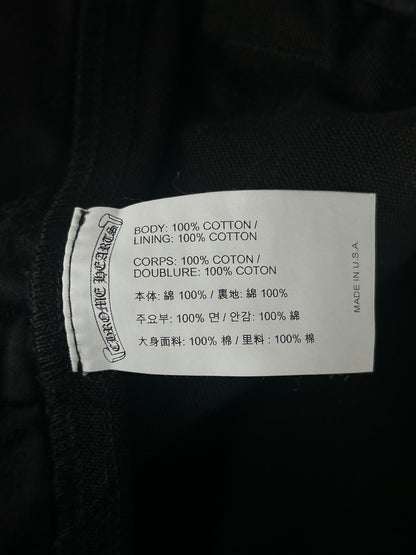 CHROME HEARTS
BODY: 100% COTTON /
LINING: 100% COTTON
CORPS: 100% COTON /
DOUBLURE: 100% COTON
本体: 綿 100% / 裏地: 綿 100%
주요부: 100% 면 / 안감: 100% 綿
大身面料: 100% 棉 / 里料 : 100% 棉
MADE IN U.S.A.